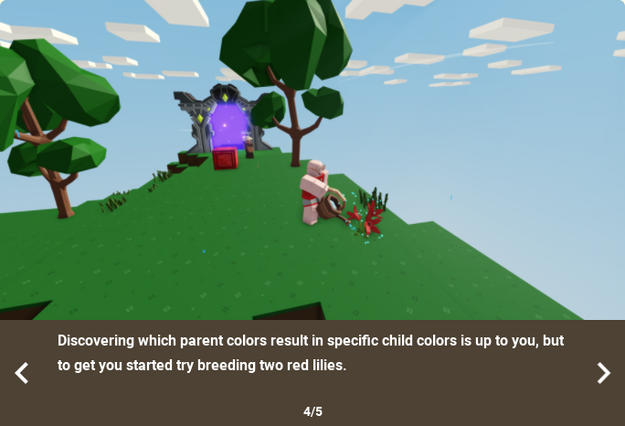 Discovering which parent colors result in specific child colors is up to you, but
to get you started try breeding two red lilies.
4/5